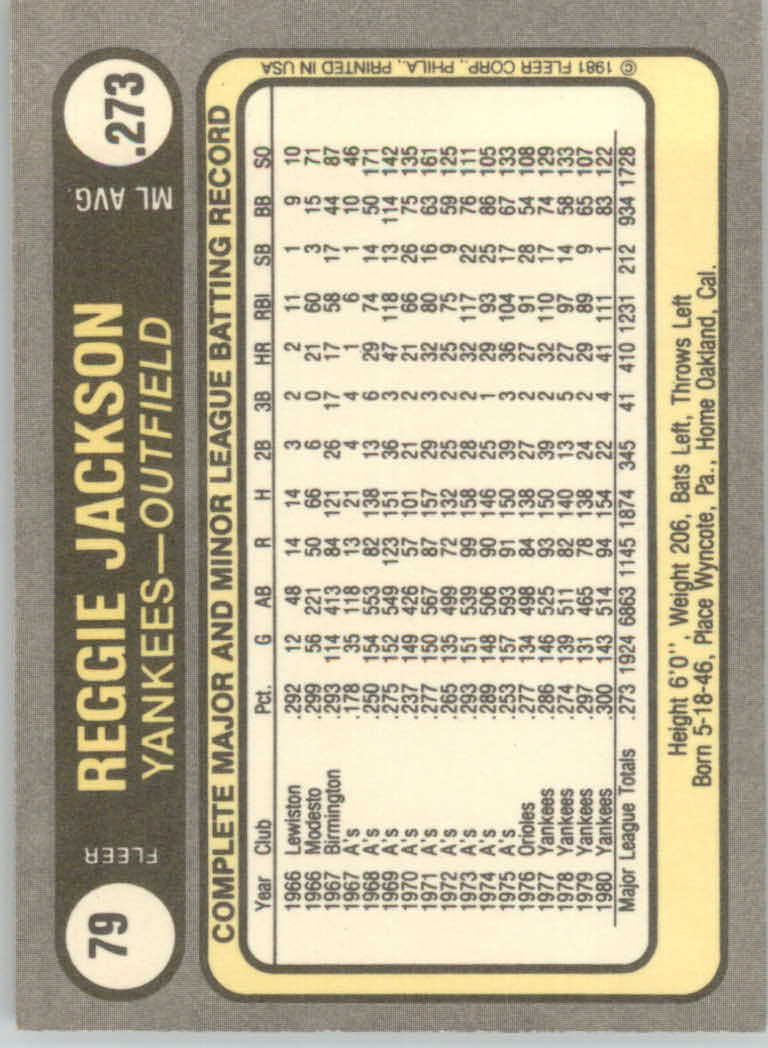 79
FLEER
REGGIE JACKSON
YANKEES—OUTFIELD
ML AVG.
.273
COMPLETE MAJOR AND MINOR LEAGUE BATTING RECORD
Year Club Pct. G AB R H 2B 3B HR RBI SB BB SO
1966 Lewiston .292 12 48 14 14 3 2 2 11 1 9 10
1966 Modesto .299 56 221 50 66 6 0 21 60 3 15 71
1967 Birmington .293 114 413 84 121 26 17 17 58 17 44 87
1967 A's .178 35 118 13 21 4 4 1 6 1 10 46
1968 A's .250 154 553 82 138 13 6 29 74 14 50 171
1969 A's .275 152 549 123 151 36 3 47 118 13 114 142
1970 A's .237 149 426 57 101 21 2 21 66 26 75 135
1971 A's .277 150 567 87 157 29 3 32 80 16 63 161
1972 A's .265 135 499 72 132 25 2 25 75 9 59 125
1973 A's .293 151 539 99 158 28 2 32 117 22 76 111
1974 A's .289 148 506 90 146 25 1 29 93 25 86 105
1975 A's .253 157 593 91 150 39 3 36 104 17 67 133
1976 Orioles .277 134 498 84 138 27 2 27 91 28 54 108
1977 Yankees .286 146 525 93 150 39 2 32 110 17 74 129
1978 Yankees .274 139 511 82 140 13 5 27 97 14 58 133
1979 Yankees .297 131 465 78 138 24 2 29 89 9 65 107
1980 Yankees .300 143 514 94 154 22 4 41 111 1 83 122
Major League Totals .273 1924 6863 1145 1874 345 41 410 1231 212 934 1728
Height 6'0'', Weight 206, Bats Left, Throws Left
Born 5-18-46, Place Wyncote, Pa., Home Oakland, Cal.
© 1981 FLEER CORP., PHILA., PRINTED IN USA